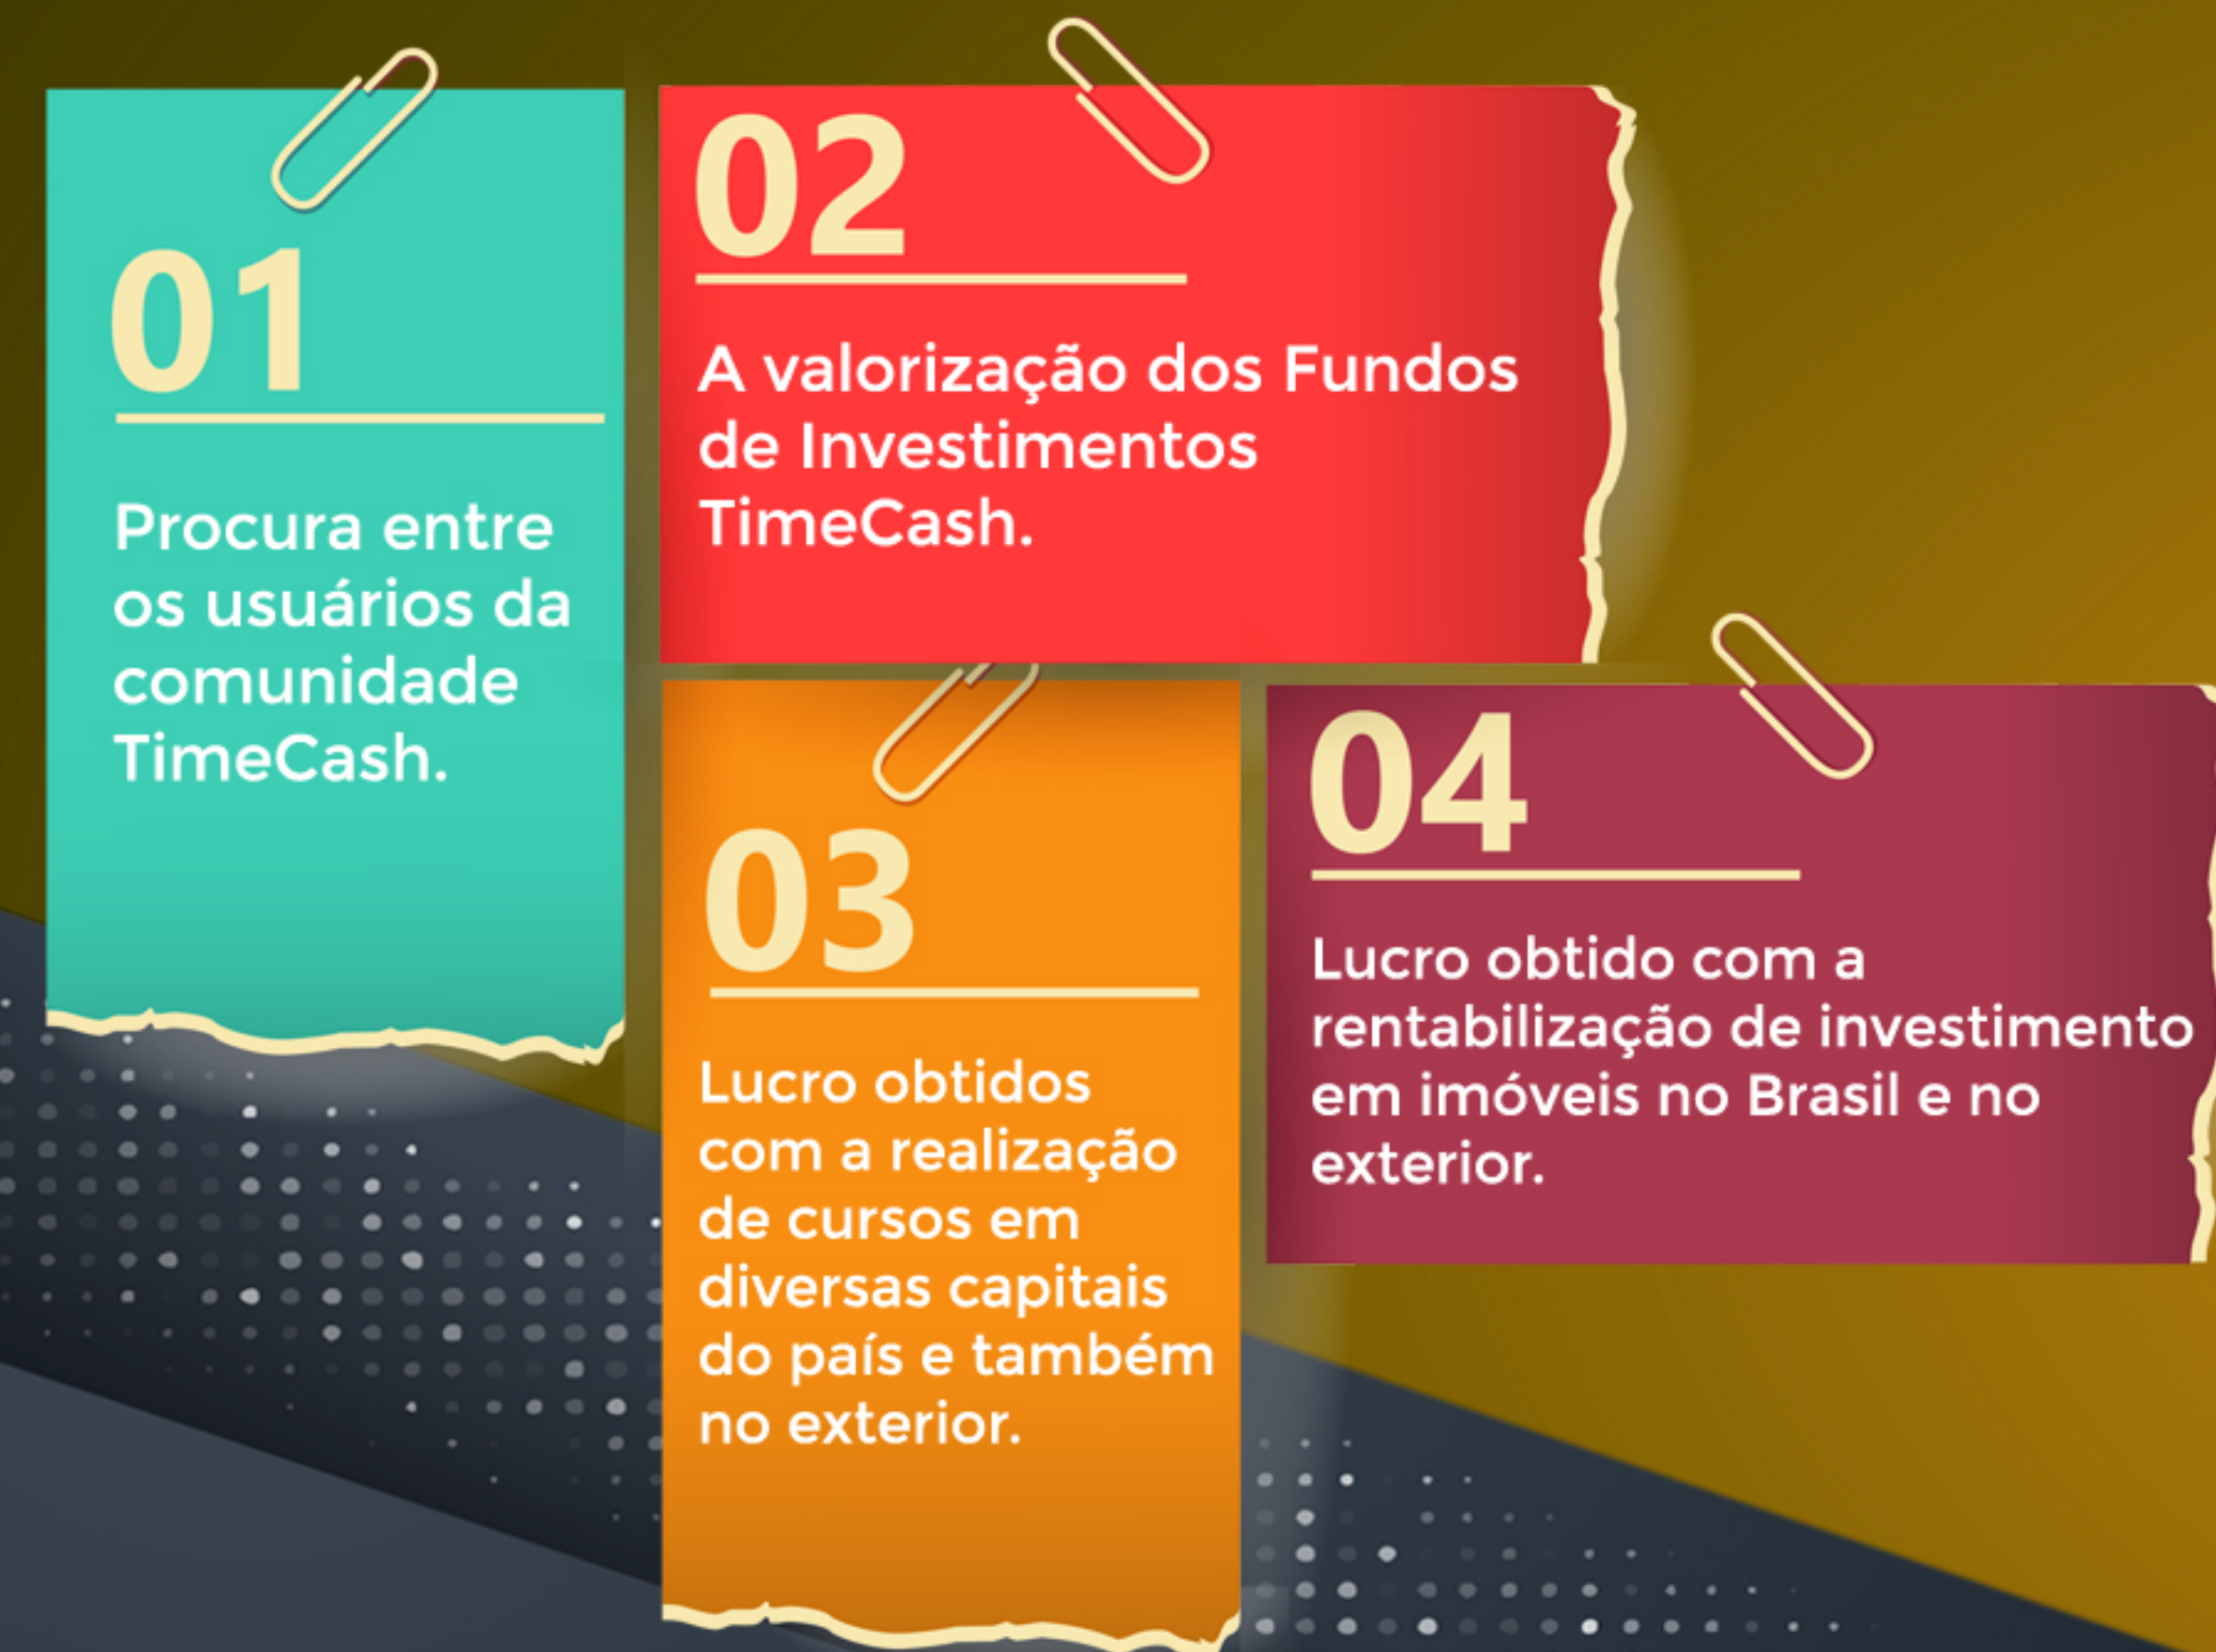 01
Procura entre
os usuários da
comunidade
TimeCash.
02
A valorização dos Fundos
de Investimentos
TimeCash.
03
Lucro obtidos
com a realização
de cursos em
diversas capitais
do país e também
no exterior.
04
Lucro obtido com a
rentabilização de investimento
em imóveis no Brasil e no
exterior.